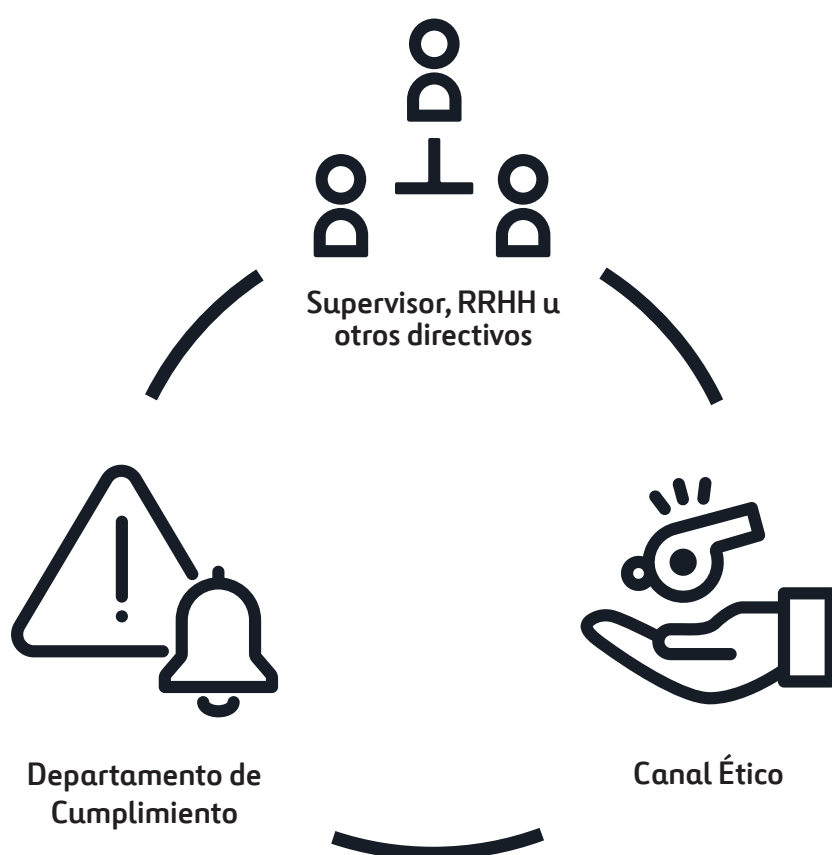 Supervisor, RRHH u
otros directivos
Departamento de
Cumplimiento
Canal Ético